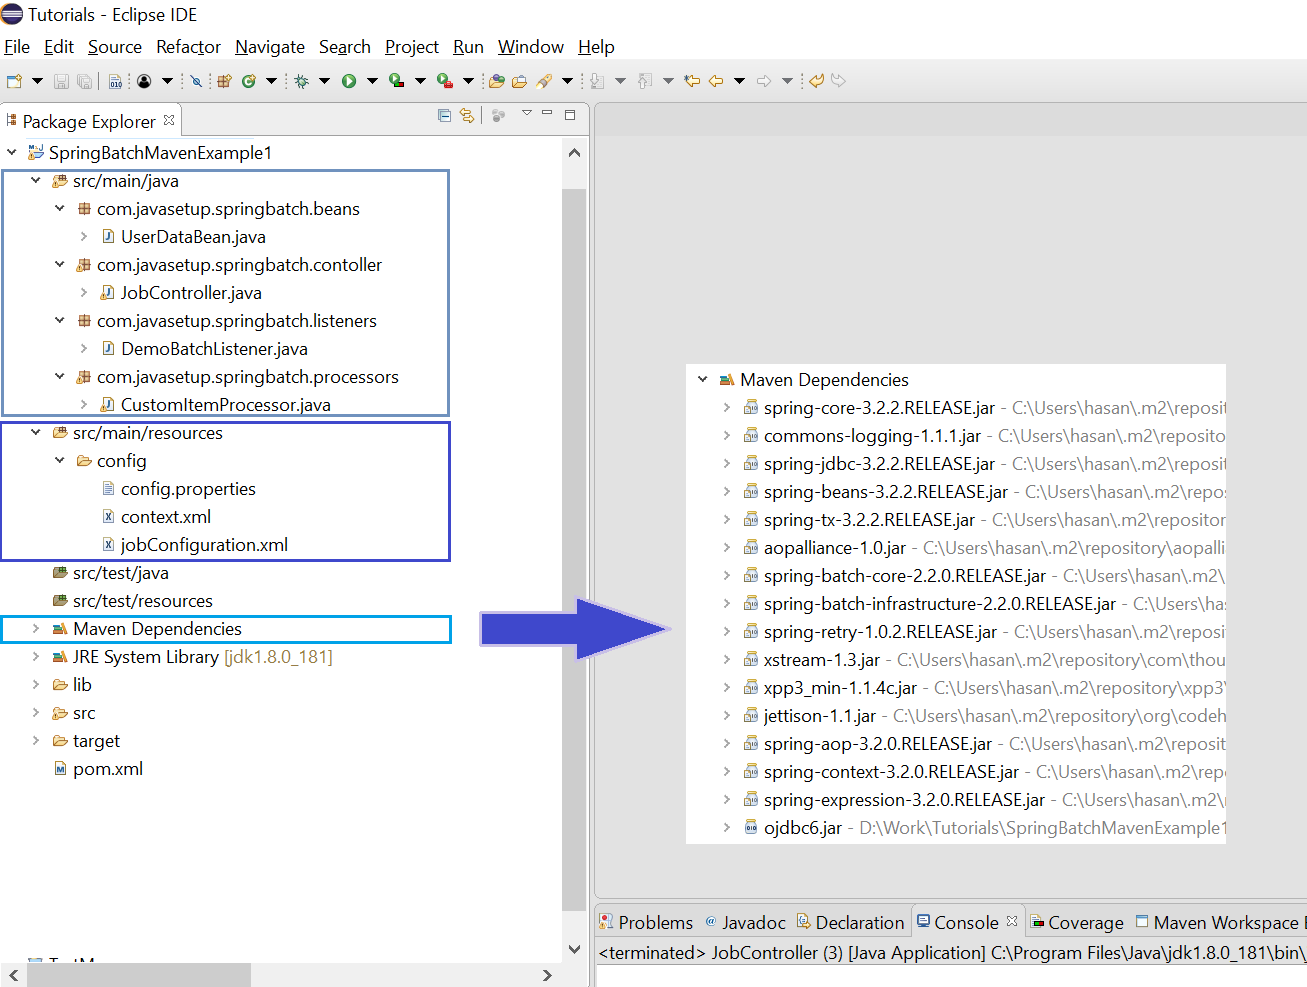 Tutorials - Eclipse IDE
File Edit Source Refactor Navigate Search Project Run Window Help
Package Explorer
SpringBatchMavenExample1
src/main/java
com.javasetup.springbatch.beans
UserDataBean.java
com.javasetup.springbatch.contoller
JobController.java
com.javasetup.springbatch.listeners
DemoBatchListener.java
com.javasetup.springbatch.processors
CustomItemProcessor.java
src/main/resources
config
config.properties
context.xml
jobConfiguration.xml
src/test/java
src/test/resources
Maven Dependencies
JRE System Library [jdk1.8.0_181]
lib
src
target
pom.xml
Maven Dependencies
spring-core-3.2.2.RELEASE.jar - C:\Users\hasan\.m2\reposit
commons-logging-1.1.1.jar - C:\Users\hasan\.m2\reposito
spring-jdbc-3.2.2.RELEASE.jar - C:\Users\hasan\.m2\reposit
spring-beans-3.2.2.RELEASE.jar - C:\Users\hasan\.m2\repo
spring-tx-3.2.2.RELEASE.jar - C:\Users\hasan\.m2\repositor
aopalliance-1.0.jar - C:\Users\hasan\.m2\repository\aopalli
spring-batch-core-2.2.0.RELEASE.jar - C:\Users\hasan\.m2\
spring-batch-infrastructure-2.2.0.RELEASE.jar - C:\Users\ha
spring-retry-1.0.2.RELEASE.jar - C:\Users\hasan\.m2\reposi
xstream-1.3.jar - C:\Users\hasan\.m2\repository\com\thou
xpp3_min-1.1.4c.jar - C:\Users\hasan\.m2\repository\xpp3\
jettison-1.1.jar - C:\Users\hasan\.m2\repository\org\codeh
spring-aop-3.2.0.RELEASE.jar - C:\Users\hasan\.m2\reposit
spring-context-3.2.0.RELEASE.jar - C:\Users\hasan\.m2\rep
spring-expression-3.2.0.RELEASE.jar - C:\Users\hasan\.m2\
ojdbc6.jar - D:\Work\Tutorials\SpringBatchMavenExample1
Problems Javadoc Declaration Console Coverage Maven Workspace
<terminated> JobController (3) [Java Application] C:\Program Files\Java\jdk1.8.0_181\bin\